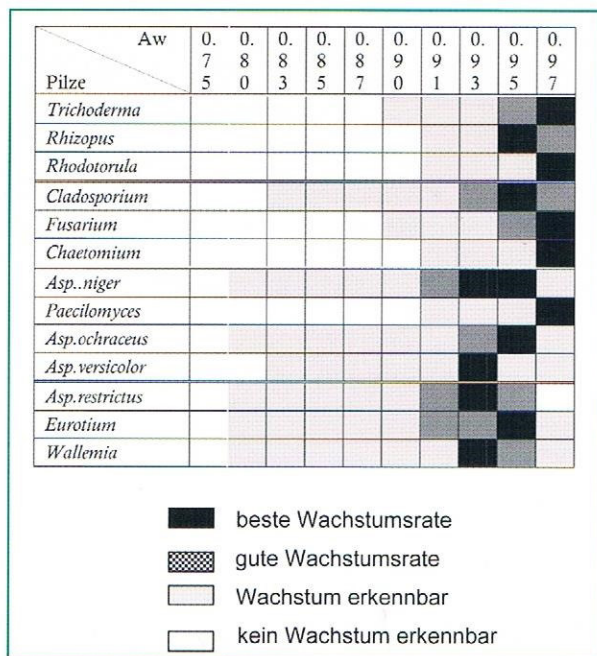 Aw 0.75 0.80 0.83 0.85 0.87 0.90 0.91 0.93 0.95 0.97
Pilze
Trichoderma
Rhizopus
Rhodotorula
Cladosporium
Fusarium
Chaetomium
Asp..niger
Paecilomyces
Asp.ochraceus
Asp.versicolor
Asp.restrictus
Eurotium
Wallemia
beste Wachstumsrate
gute Wachstumsrate
Wachstum erkennbar
kein Wachstum erkennbar